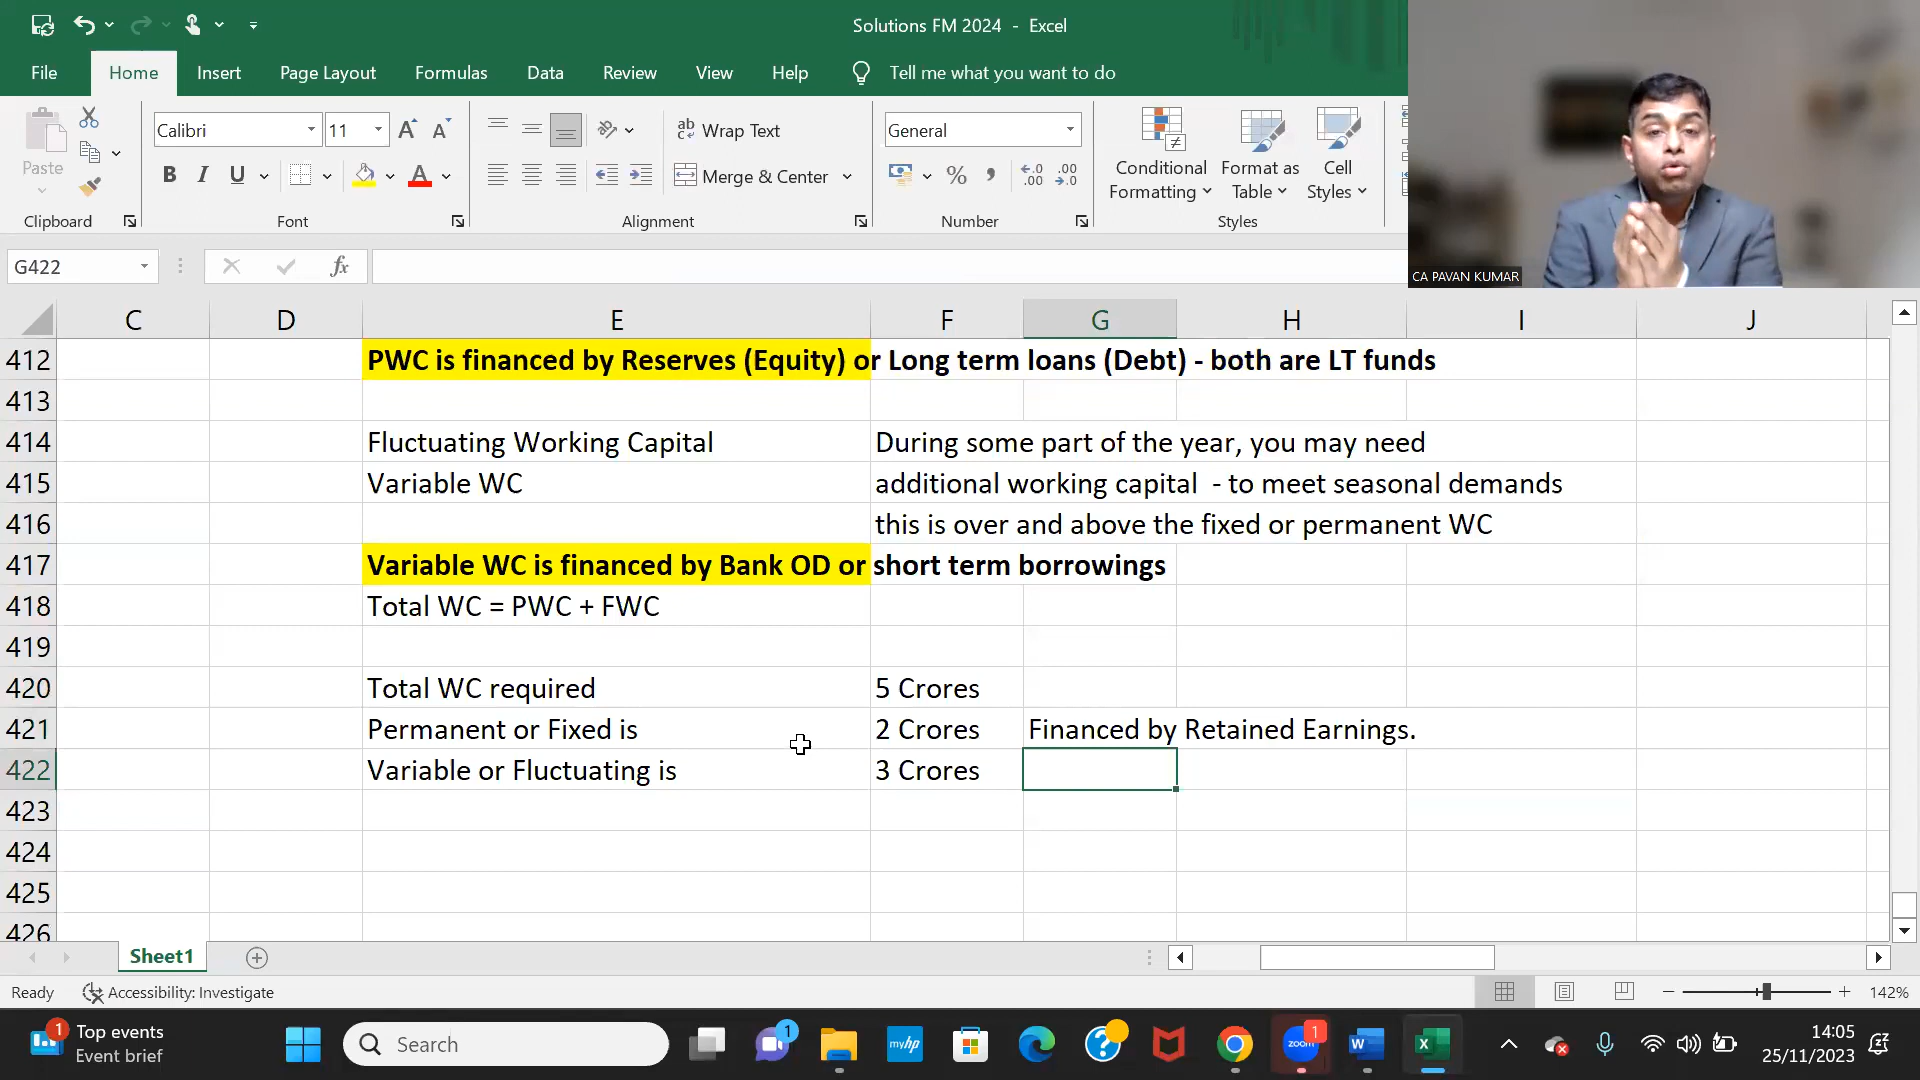 Solutions FM 2024 - Excel
File Home Insert Page Layout Formulas Data Review View Help Tell me what you want to do
Paste
Clipboard
Calibri 11
B I U
Font
Wrap Text
Merge & Center
Alignment
General
Number
Conditional Formatting
Format as Table
Cell Styles
Styles
CA PAVAN KUMAR
G422 fx
C D E F G H I J
412 PWC is financed by Reserves (Equity) or Long term loans (Debt) - both are LT funds
413
414 Fluctuating Working Capital During some part of the year, you may need
415 Variable WC additional working capital - to meet seasonal demands
416 this is over and above the fixed or permanent WC
417 Variable WC is financed by Bank OD or short term borrowings
418 Total WC = PWC + FWC
419
420 Total WC required 5 Crores
421 Permanent or Fixed is 2 Crores Financed by Retained Earnings.
422 Variable or Fluctuating is 3 Crores
423
424
425
426
Sheet1
Ready Accessibility: Investigate 142%
1 Top events
Event brief
Search
1
myhp
zoom 1
14:05
25/11/2023